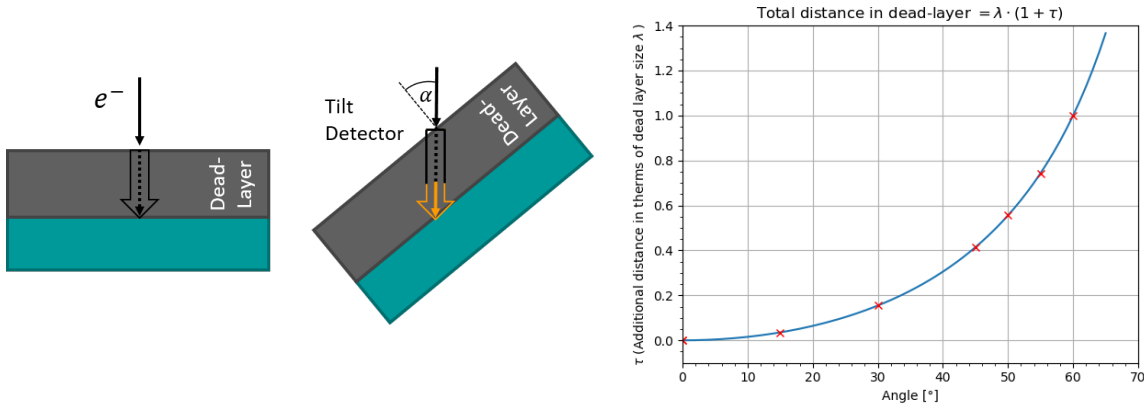 e⁻
Dead-
Layer
Tilt
Detector
α
Dead-
Layer
Total distance in dead-layer = λ · (1 + τ)
τ (Additional distance in therms of dead layer size λ )
1.4
1.2
1.0
0.8
0.6
0.4
0.2
0.0
0 10 20 30 40 50 60 70
Angle [°]